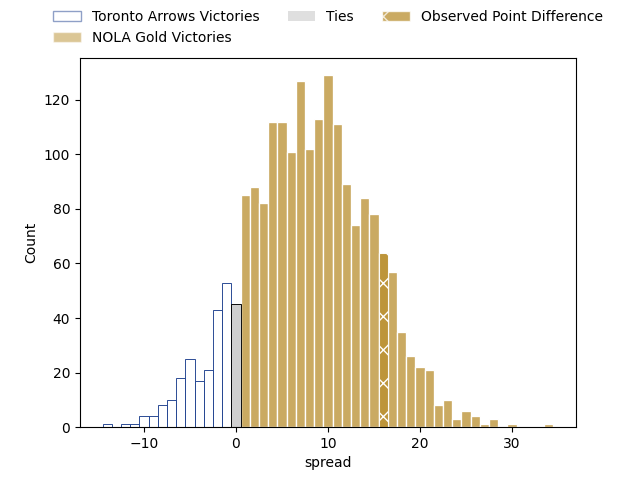 Toronto Arrows Victories
Ties
Observed Point Difference
NOLA Gold Victories
Count
120
100
80
60
40
20
0
−10
0
10
20
30
spread